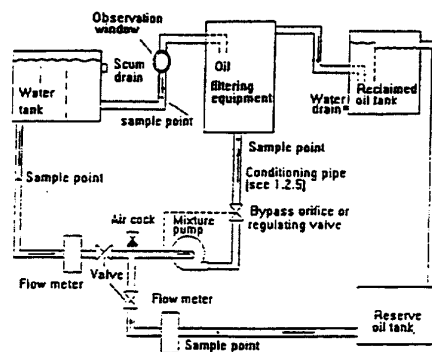 Observation
window
Scum
drain
Water
tank
sample point
Oil
filtering
equipment
Water
drain
Reclaimed
oil tank
Sample point
Sample point
Conditioning pipe
(see 1.2.5)
Bypass orifice or
regulating valve
Air cock
Mixture
pump
Flow meter
Valve
Flow meter
Sample point
Reserve
oil tank